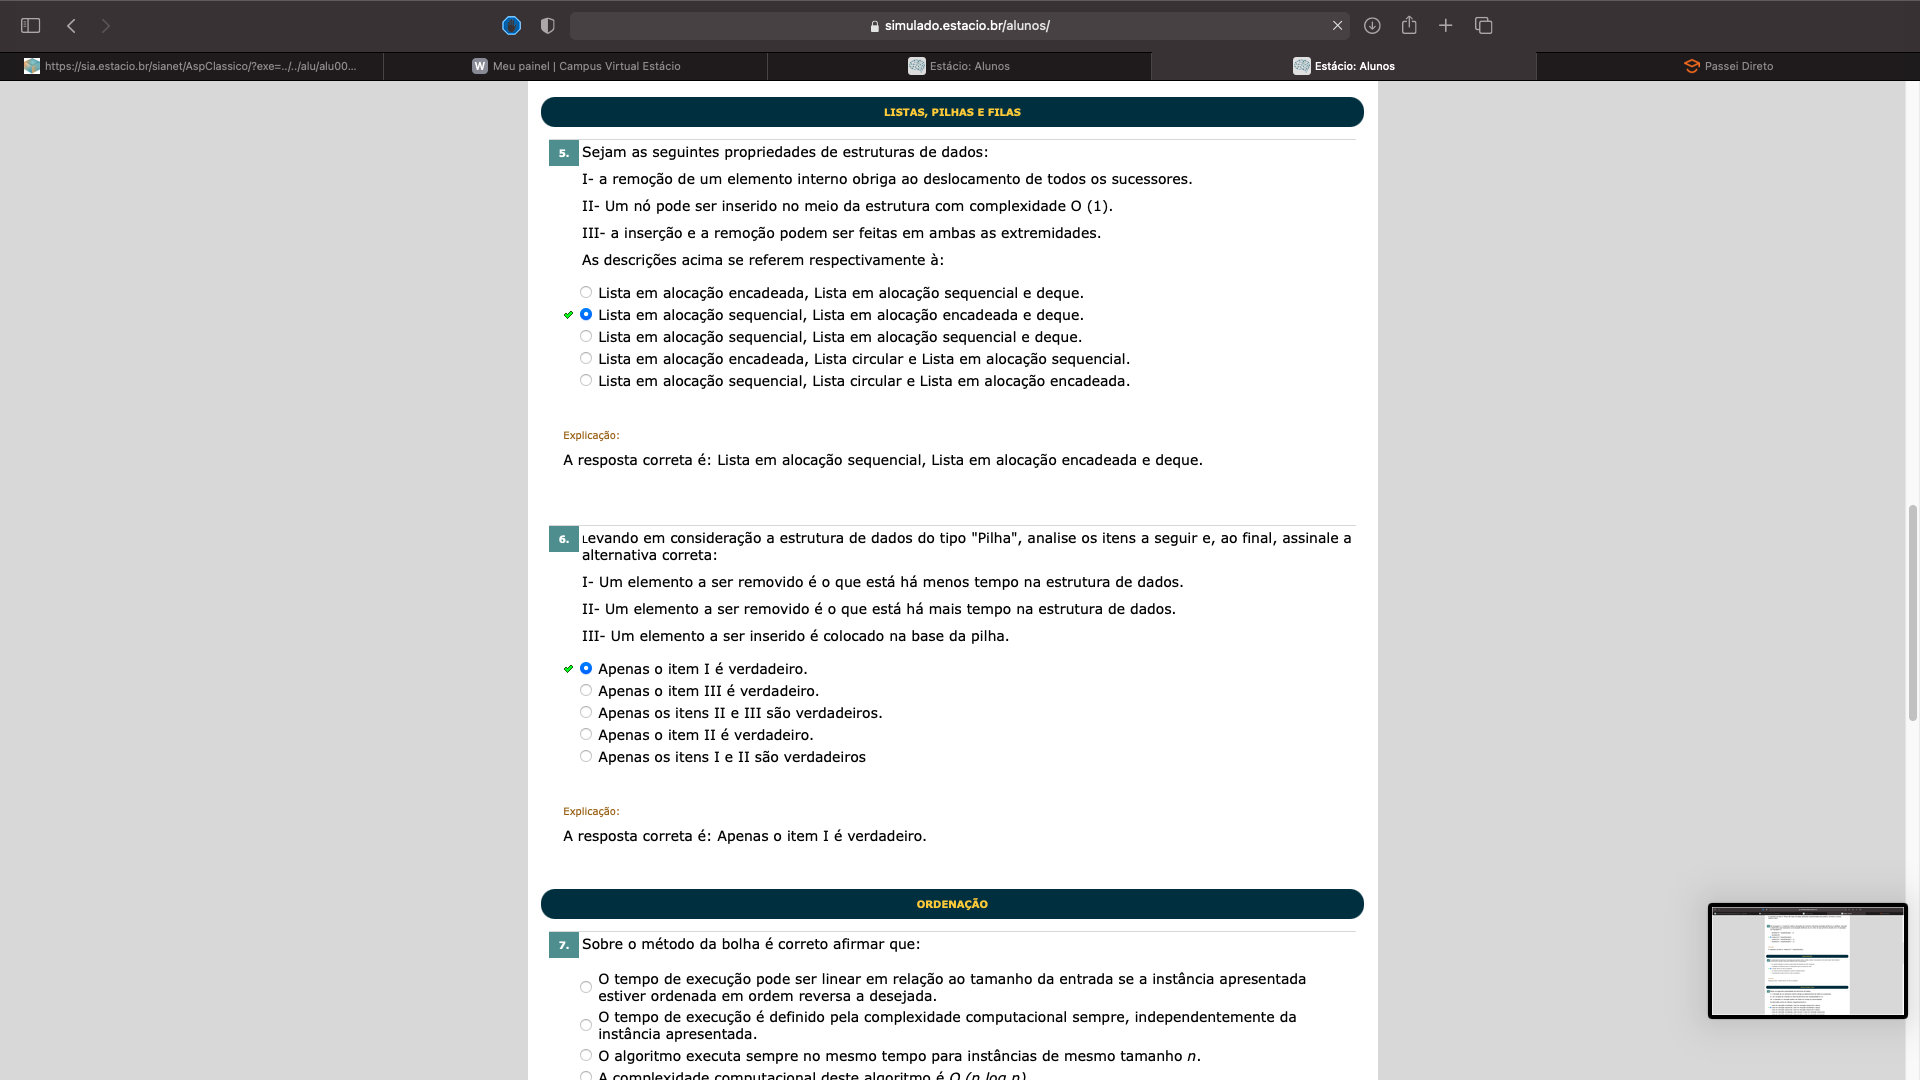 simulado.estacio.br/alunos/
https://sia.estacio.br/sianet/AspClassico/?exe=../../alu/alu00...
W Meu painel | Campus Virtual Estácio
Estácio: Alunos
Estácio: Alunos
Passei Direto
LISTAS, PILHAS E FILAS
5. Sejam as seguintes propriedades de estruturas de dados:
I- a remoção de um elemento interno obriga ao deslocamento de todos os sucessores.
II- Um nó pode ser inserido no meio da estrutura com complexidade O (1).
III- a inserção e a remoção podem ser feitas em ambas as extremidades.
As descrições acima se referem respectivamente à:
Lista em alocação encadeada, Lista em alocação sequencial e deque.
Lista em alocação sequencial, Lista em alocação encadeada e deque.
Lista em alocação sequencial, Lista em alocação sequencial e deque.
Lista em alocação encadeada, Lista circular e Lista em alocação sequencial.
Lista em alocação sequencial, Lista circular e Lista em alocação encadeada.
Explicação:
A resposta correta é: Lista em alocação sequencial, Lista em alocação encadeada e deque.
6. Levando em consideração a estrutura de dados do tipo "Pilha", analise os itens a seguir e, ao final, assinale a
alternativa correta:
I- Um elemento a ser removido é o que está há menos tempo na estrutura de dados.
II- Um elemento a ser removido é o que está há mais tempo na estrutura de dados.
III- Um elemento a ser inserido é colocado na base da pilha.
Apenas o item I é verdadeiro.
Apenas o item III é verdadeiro.
Apenas os itens II e III são verdadeiros.
Apenas o item II é verdadeiro.
Apenas os itens I e II são verdadeiros
Explicação:
A resposta correta é: Apenas o item I é verdadeiro.
ORDENAÇÃO
7. Sobre o método da bolha é correto afirmar que:
O tempo de execução pode ser linear em relação ao tamanho da entrada se a instância apresentada
estiver ordenada em ordem reversa a desejada.
O tempo de execução é definido pela complexidade computacional sempre, independentemente da
instância apresentada.
O algoritmo executa sempre no mesmo tempo para instâncias de mesmo tamanho n.
A complexidade computacional deste algoritmo é O (n log n)